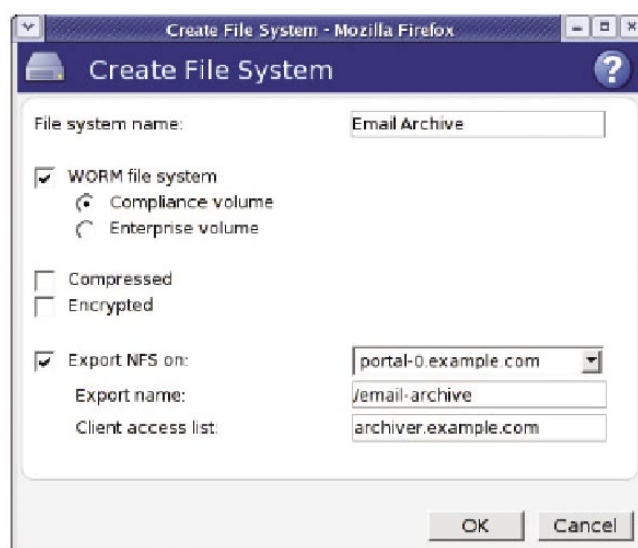 Create File System - Mozilla Firefox
Create File System
?
File system name: Email Archive
WORM file system
Compliance volume
Enterprise volume
Compressed
Encrypted
Export NFS on: portal-0.example.com
Export name: /email-archive
Client access list: archiver.example.com
OK Cancel